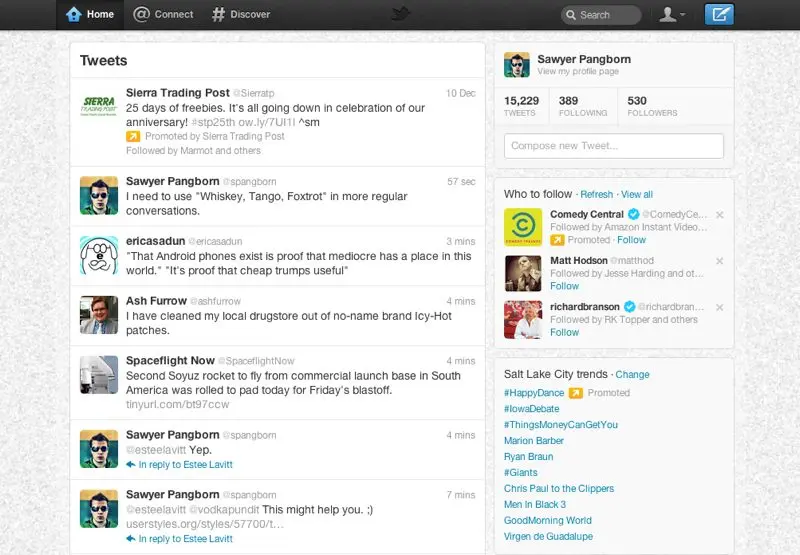 Home
Connect
Discover
Search
Tweets
SIERRA
TRADING POST
Sierra Trading Post @Sierratp 10 Dec
25 days of freebies. It's all going down in celebration of our
anniversary! #stp25th ow.ly/7UI1I ^sm
Promoted by Sierra Trading Post
Followed by Marmot and others
Sawyer Pangborn @spangborn 57 sec
I need to use "Whiskey, Tango, Foxtrot" in more regular
conversations.
ericasadun @ericasadun 3 mins
"That Android phones exist is proof that mediocre has a place in this
world." "It's proof that cheap trumps useful"
Ash Furrow @ashfurrow 4 mins
I have cleaned my local drugstore out of no-name brand Icy-Hot
patches.
Spaceflight Now @SpaceflightNow 4 mins
Second Soyuz rocket to fly from commercial launch base in South
America was rolled to pad today for Friday's blastoff.
tinyurl.com/bt97ccw
Sawyer Pangborn @spangborn 4 mins
@esteelavitt Yep.
In reply to Estee Lavitt
Sawyer Pangborn @spangborn 7 mins
@esteelavitt @vodkapundit This might help you. ;)
userstyles.org/styles/57700/t…
In reply to Estee Lavitt
Sawyer Pangborn
View my profile page
15,229 389 530
TWEETS FOLLOWING FOLLOWERS
Compose new Tweet...
Who to follow · Refresh · View all
COMEDY CENTRAL
Comedy Central @ComedyCe...
Followed by Amazon Instant Video...
Promoted · Follow
Matt Hodson @matthod
Followed by Jesse Harding and ot...
Follow
richardbranson @richardbran...
Followed by RK Topper and others
Follow
Salt Lake City trends · Change
#HappyDance Promoted
#IowaDebate
#ThingsMoneyCanGetYou
Marion Barber
Ryan Braun
#Giants
Chris Paul to the Clippers
Men In Black 3
GoodMorning World
Virgen de Guadalupe